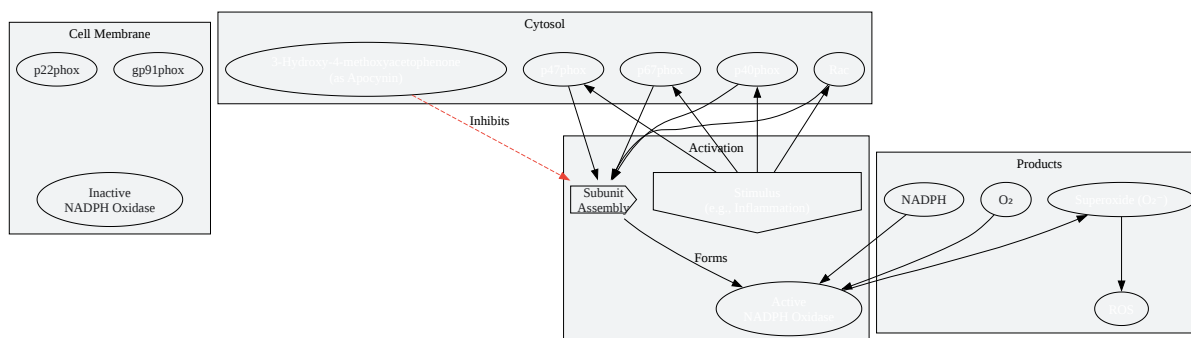 Cell Membrane
p22phox
gp91phox
Inactive
NADPH Oxidase
Cytosol
3-Hydroxy-4-methoxyacetophenone
(as Apocynin)
p47phox
p67phox
p40phox
Rac
Inhibits
Activation
Subunit
Assembly
Stimulus
(e.g., Inflammation)
Forms
Active
NADPH Oxidase
Products
NADPH
O₂
Superoxide (O₂⁻)
ROS